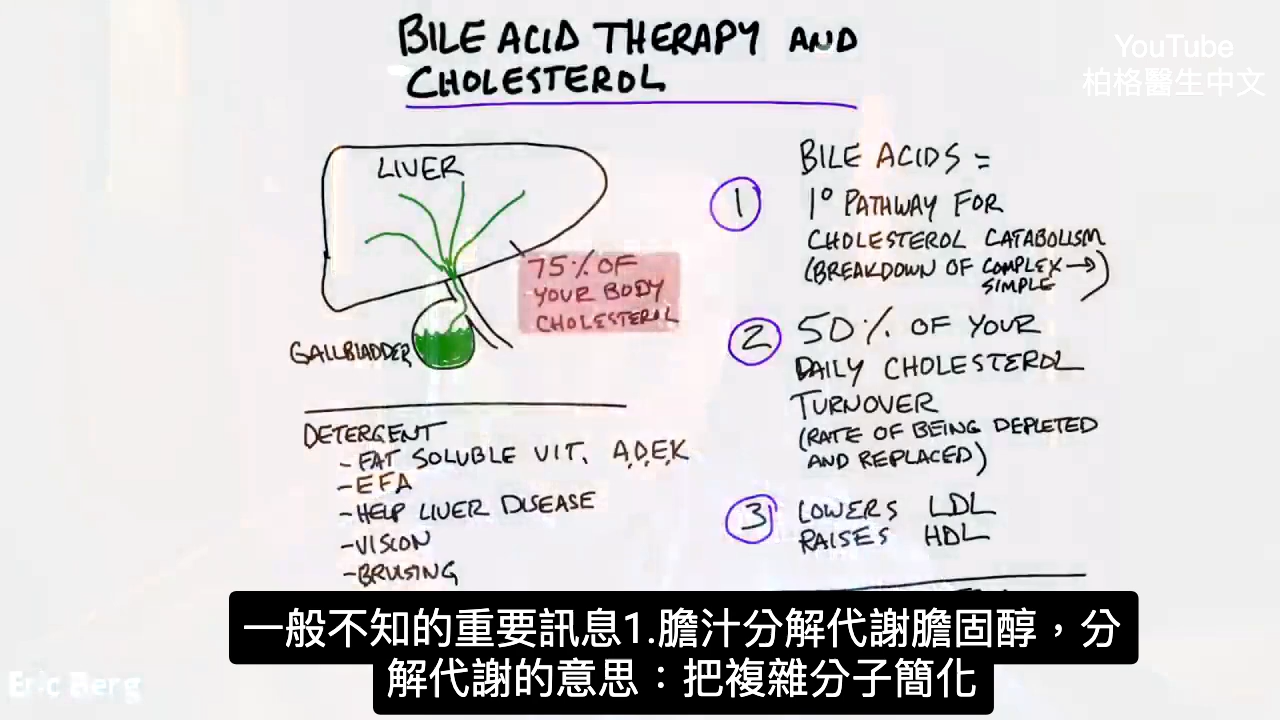 BILE ACID THERAPY AND
CHOLESTEROL
YouTube
柏格醫生中文
LIVER
75% OF
YOUR BODY
CHOLESTEROL
GALLBLADDER
DETERGENT
- FAT SOLUBLE VIT. A,D,E,K
- EFA
- HELP LIVER DISEASE
- VISION
- BRUISING
① BILE ACIDS =
1° PATHWAY FOR
CHOLESTEROL CATABOLISM
(BREAKDOWN OF COMPLEX →
SIMPLE)
② 50% OF YOUR
DAILY CHOLESTEROL
TURNOVER
(RATE OF BEING DEPLETED
AND REPLACED)
③ LOWERS LDL
RAISES HDL
一般不知的重要訊息1.膽汁分解代謝膽固醇，分
解代謝的意思：把複雜分子簡化
Eric Berg